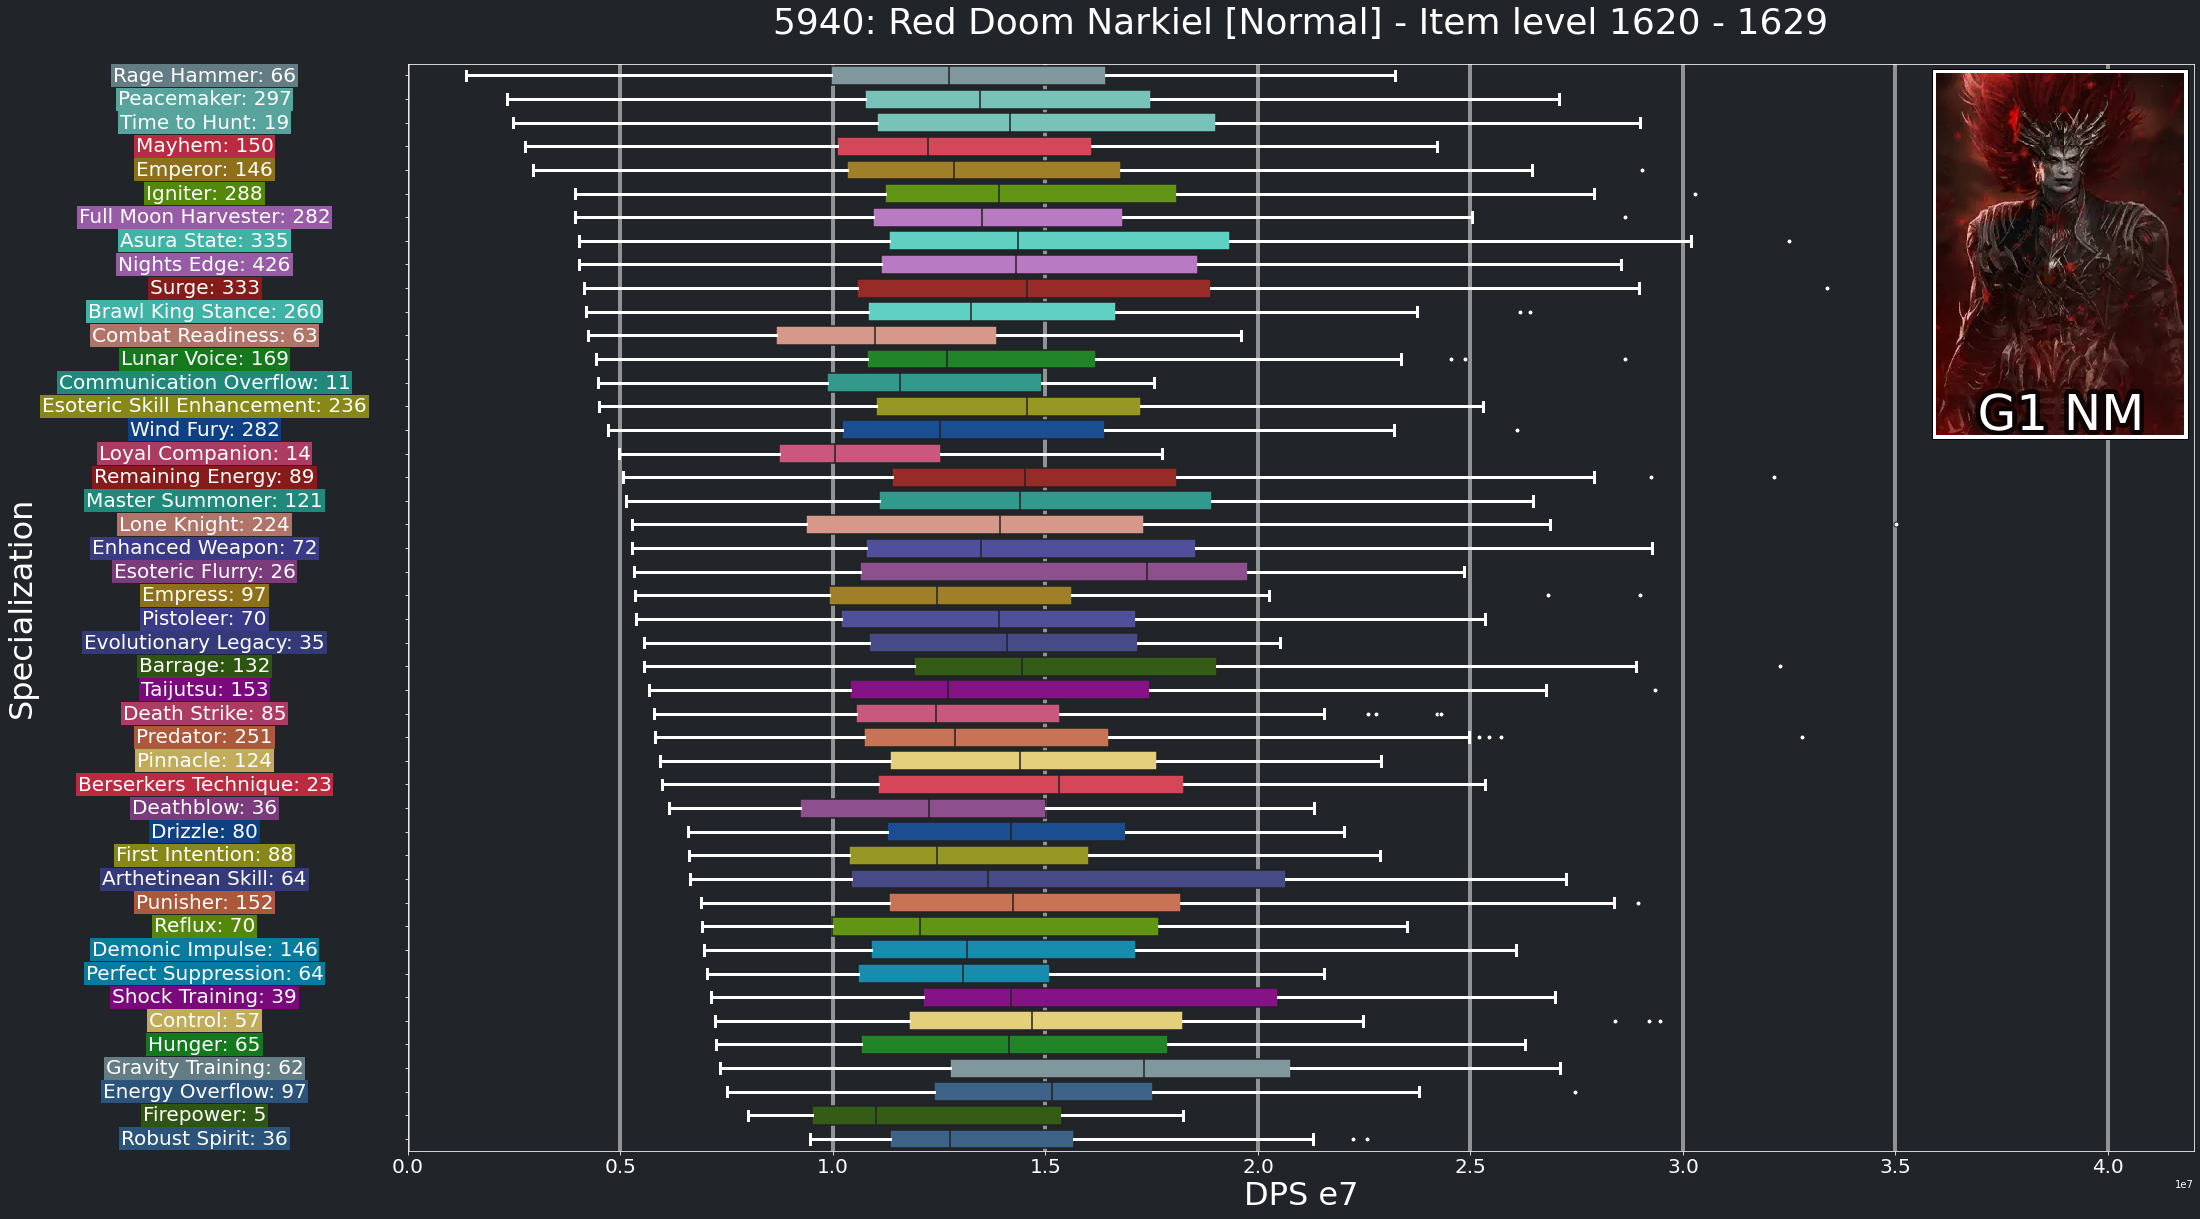 5940: Red Doom Narkiel [Normal] - Item level 1620 - 1629
Rage Hammer: 66
Peacemaker: 297
Time to Hunt: 19
Mayhem: 150
Emperor: 146
Igniter: 288
Full Moon Harvester: 282
Asura State: 335
Nights Edge: 426
Surge: 333
Brawl King Stance: 260
Combat Readiness: 63
Lunar Voice: 169
Communication Overflow: 11
Esoteric Skill Enhancement: 236
Wind Fury: 282
Loyal Companion: 14
Remaining Energy: 89
Master Summoner: 121
Lone Knight: 224
Enhanced Weapon: 72
Esoteric Flurry: 26
Empress: 97
Pistoleer: 70
Evolutionary Legacy: 35
Barrage: 132
Taijutsu: 153
Death Strike: 85
Predator: 251
Pinnacle: 124
Berserkers Technique: 23
Deathblow: 36
Drizzle: 80
First Intention: 88
Arthetinean Skill: 64
Punisher: 152
Reflux: 70
Demonic Impulse: 146
Perfect Suppression: 64
Shock Training: 39
Control: 57
Hunger: 65
Gravity Training: 62
Energy Overflow: 97
Firepower: 5
Robust Spirit: 36
Specialization
G1 NM
0.0 0.5 1.0 1.5 2.0 2.5 3.0 3.5 4.0
1e7
DPS e7